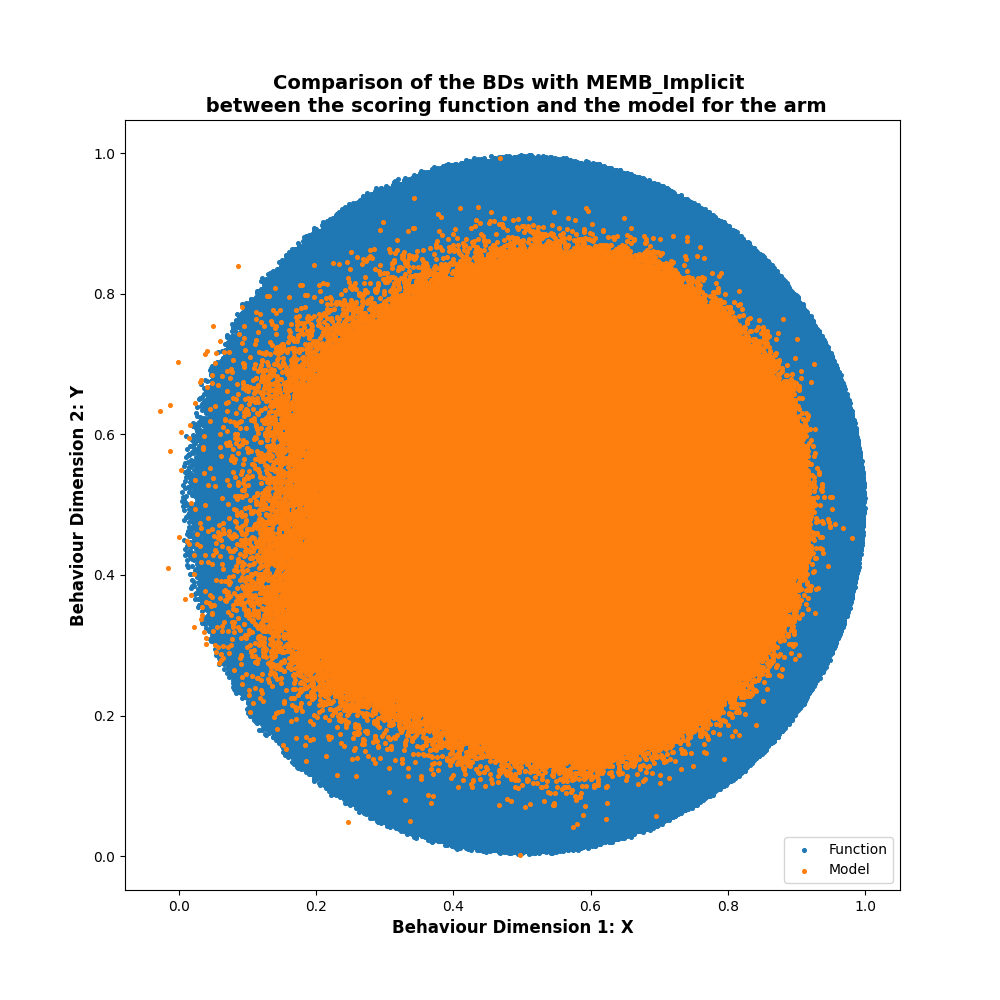 Comparison of the BDs with MEMB_Implicit
between the scoring function and the model for the arm
1.0
0.8
0.6
0.4
0.2
0.0
Behaviour Dimension 2: Y
Function
Model
0.0 0.2 0.4 0.6 0.8 1.0
Behaviour Dimension 1: X